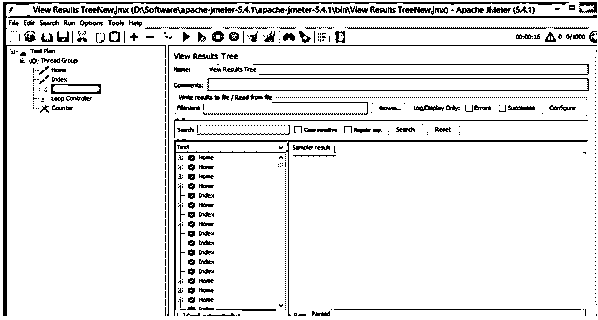 View Results TreeNew.jmx (D:\Software\apache-jmeter-5.4.1\apache-jmeter-5.4.1\bin\View Results TreeNew.jmx) - Apache JMeter (5.4.1)
File Edit Search Run Options Tools Help
00:00:16 0 0/1000
Test Plan
Thread Group
Home
Index
Loop Controller
Counter
View Results Tree
Name: View Results Tree
Comments:
Write results to file / Read from file
Filename Browse... Log/Display Only: Errors Successes Configure
Search: Case sensitive Regular exp. Search Reset
Text
Sampler result
Home
Home
Home
Index
Home
Index
Home
Index
Index
Index
Index
Index
Home
Home
Home
Home
Index
Parsed